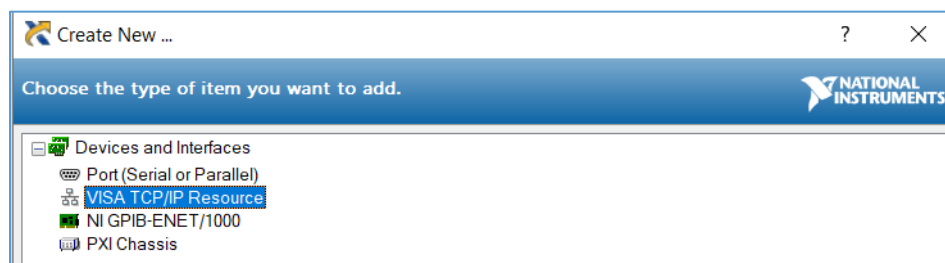 Create New ...
?
Choose the type of item you want to add.
NATIONAL
INSTRUMENTS
Devices and Interfaces
Port (Serial or Parallel)
VISA TCP/IP Resource
NI GPIB-ENET/1000
PXI Chassis